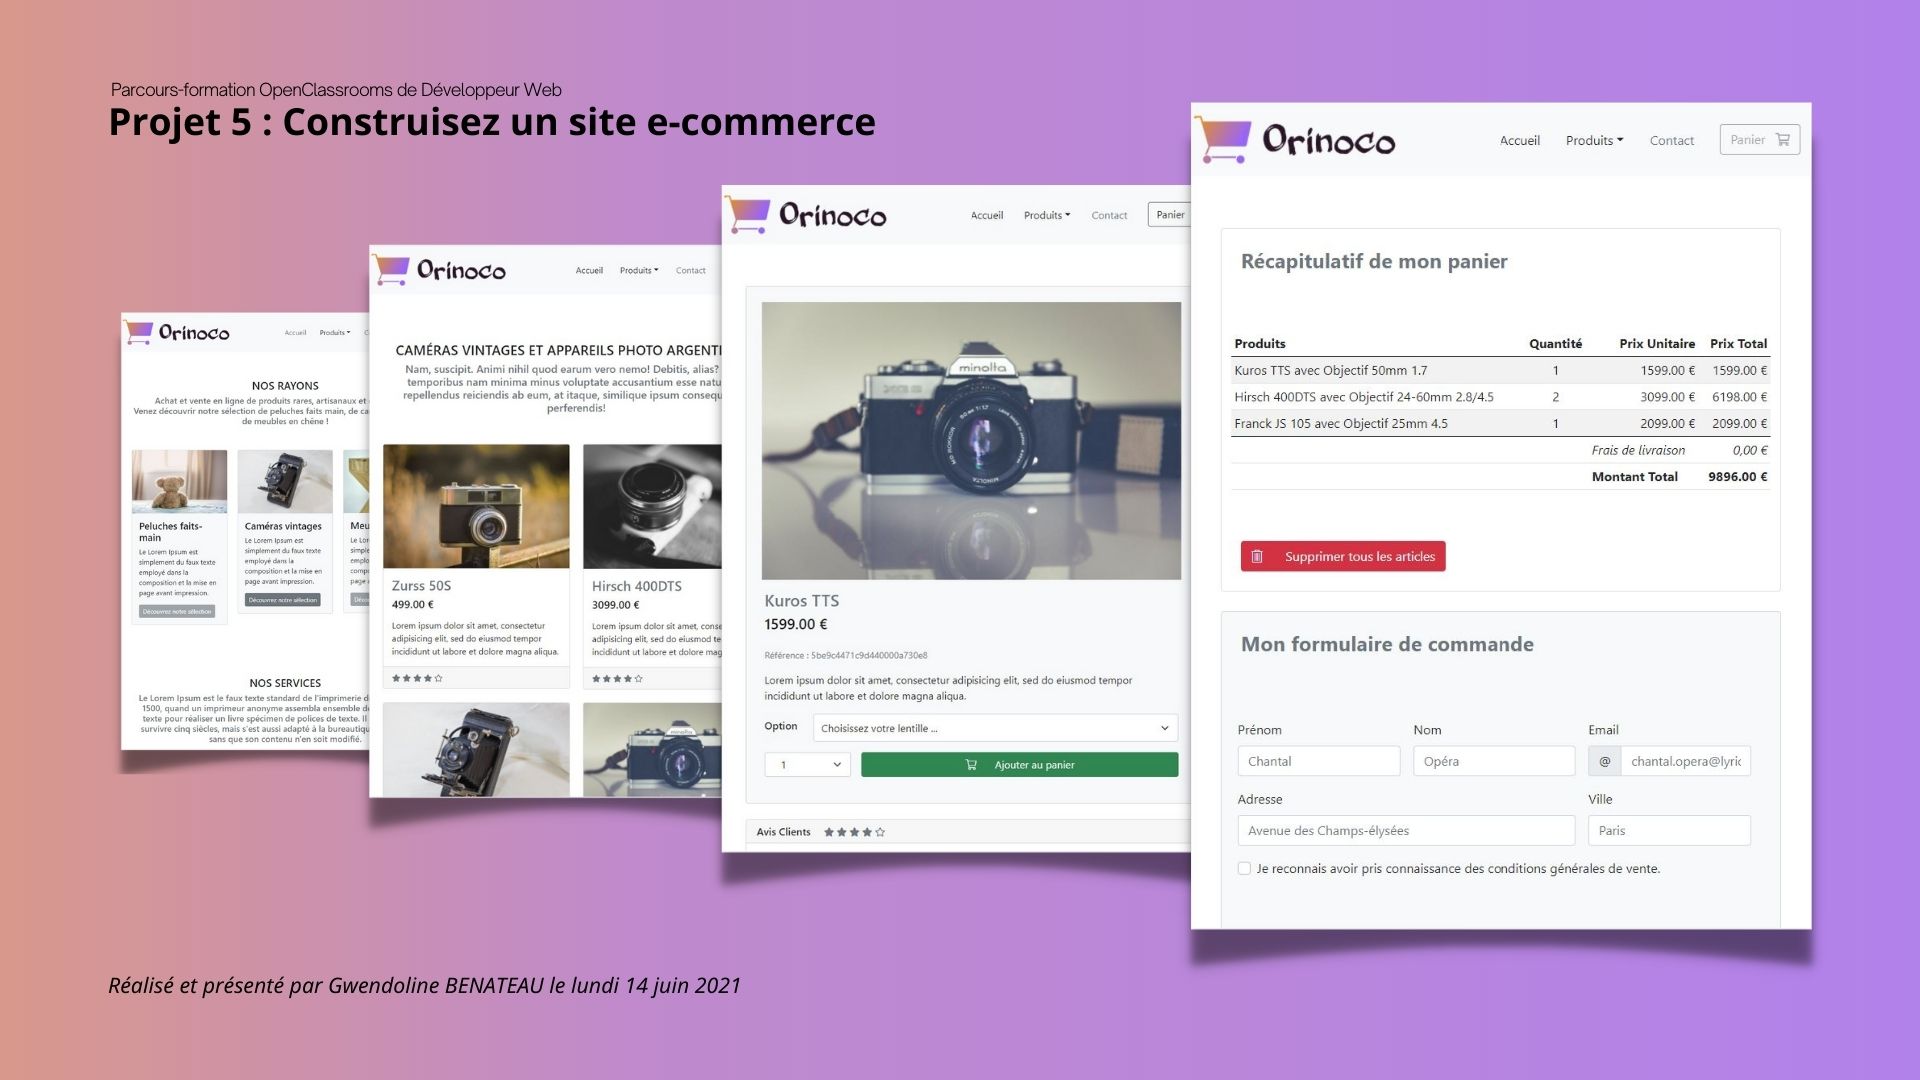 Parcours-formation OpenClassrooms de Développeur Web
Projet 5 : Construisez un site e-commerce
Orinoco
Accueil Produits
NOS RAYONS
Achat et vente en ligne de produits rares, artisanaux et
Venez découvrir notre sélection de peluches faits main, de
de meubles en chêne !
Peluches faits-
main
Le Lorem Ipsum est
simplement du faux texte
employé dans la
composition et la mise en
page avant impression.
Découvrez notre sélection
Caméras vintages
Le Lorem Ipsum est
simplement du faux texte
employé dans la
composition et la mise en
page avant impression.
Découvrez notre sélection
NOS SERVICES
Le Lorem Ipsum est le faux texte standard de l'imprimerie
1500, quand un imprimeur anonyme assembla ensemble
texte pour réaliser un livre spécimen de polices de texte. Il
survivre cinq siècles, mais s'est aussi adapté à la bureautiqu
sans que son contenu n'en soit modifié.
Orinoco
Accueil Produits Contact
CAMÉRAS VINTAGES ET APPAREILS PHOTO ARGENTI
Nam, suscipit. Animi nihil quod earum vero nemo! Debitis, alias?
temporibus nam minima minus voluptate accusantium esse natu
repellendus reiciendis ab eum, at itaque, similique ipsum consequ
perferendis!
Zurss 50S
499.00 €
Lorem ipsum dolor sit amet, consectetur
adipisicing elit, sed do eiusmod tempor
incididunt ut labore et dolore magna aliqua.
Hirsch 400DTS
3099.00 €
Lorem ipsum dolor sit amet, conse
adipisicing elit, sed do eiusmod te
incididunt ut labore et dolore mag
minolta
Orinoco
Accueil Produits Contact Panier
minolta
MINOLTA
Kuros TTS
1599.00 €
Référence : 5be9c4471c9d440000a730e8
Lorem ipsum dolor sit amet, consectetur adipisicing elit, sed do eiusmod tempor
incididunt ut labore et dolore magna aliqua.
Option Choisissez votre lentille ...
1 Ajouter au panier
Avis Clients
Orinoco
Accueil Produits Contact Panier
Récapitulatif de mon panier
Produits Quantité Prix Unitaire Prix Total
Kuros TTS avec Objectif 50mm 1.7 1 1599.00 € 1599.00 €
Hirsch 400DTS avec Objectif 24-60mm 2.8/4.5 2 3099.00 € 6198.00 €
Franck JS 105 avec Objectif 25mm 4.5 1 2099.00 € 2099.00 €
Frais de livraison 0,00 €
Montant Total 9896.00 €
Supprimer tous les articles
Mon formulaire de commande
Prénom Nom Email
Chantal Opéra @ chantal.opera@lyric
Adresse Ville
Avenue des Champs-élysées Paris
Je reconnais avoir pris connaissance des conditions générales de vente.
Réalisé et présenté par Gwendoline BENATEAU le lundi 14 juin 2021